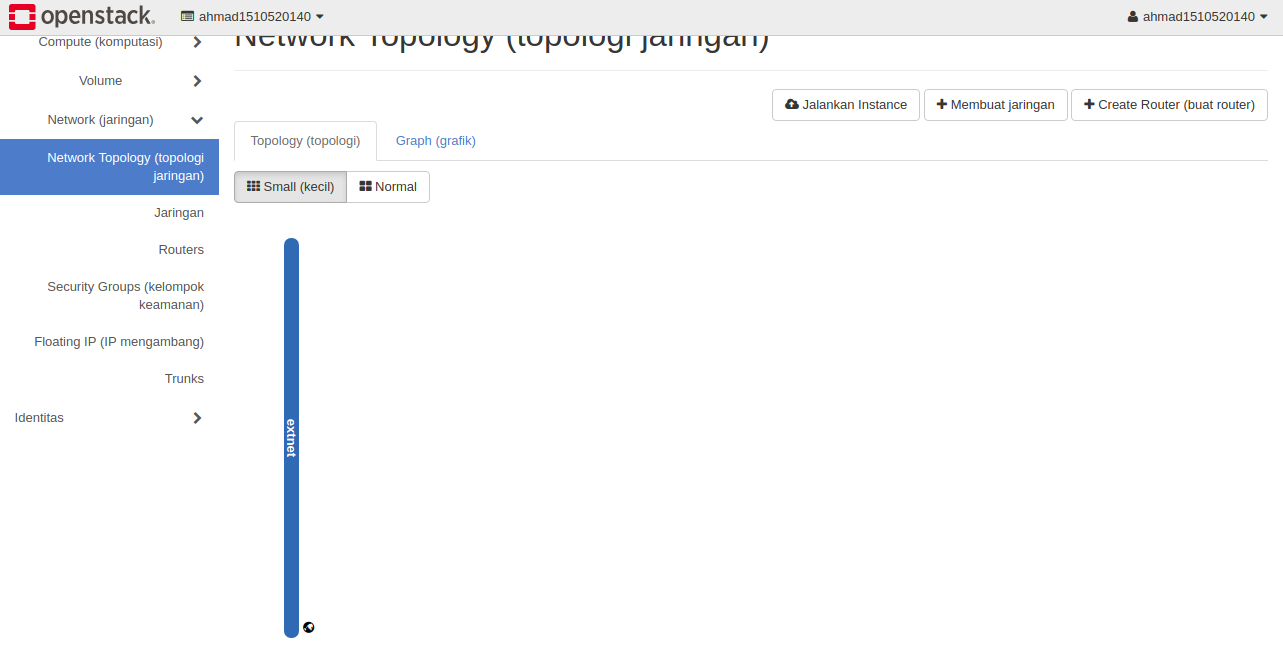 openstack.
ahmad1510520140
ahmad1510520140
Compute (komputasi)
Volume
Network (jaringan)
Network Topology (topologi
jaringan)
Jaringan
Routers
Security Groups (kelompok
keamanan)
Floating IP (IP mengambang)
Trunks
Identitas
Network Topology (topologi jaringan)
Jalankan Instance
Membuat jaringan
Create Router (buat router)
Topology (topologi)
Graph (grafik)
Small (kecil)
Normal
extnet